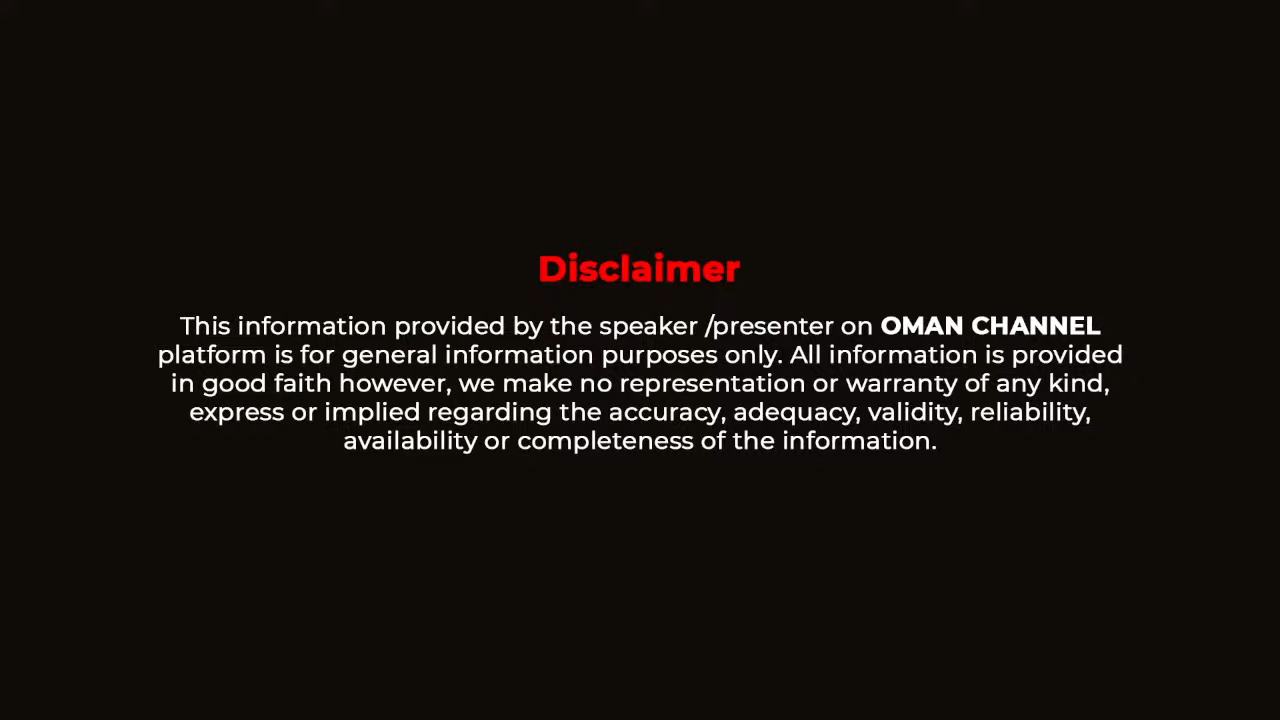 Disclaimer
This information provided by the speaker /presenter on OMAN CHANNEL
platform is for general information purposes only. All information is provided
in good faith however, we make no representation or warranty of any kind,
express or implied regarding the accuracy, adequacy, validity, reliability,
availability or completeness of the information.